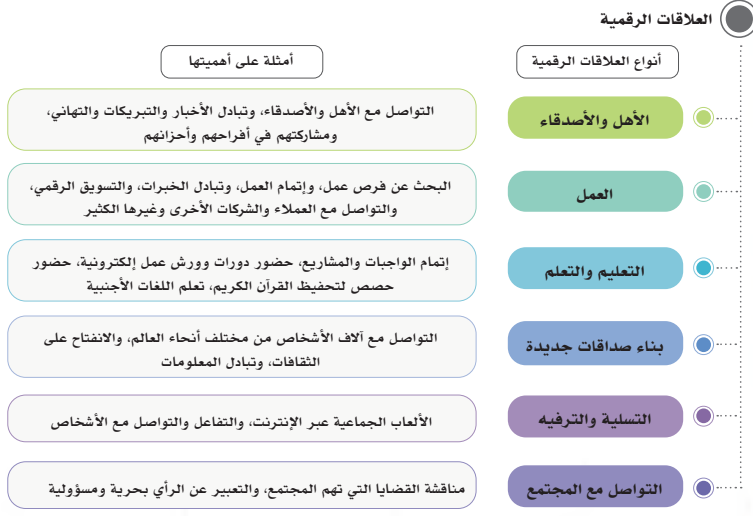 العلاقات الرقمية
أنواع العلاقات الرقمية
أمثلة على أهميتها
الأهل والأصدقاء
التواصل مع الأهل والأصدقاء، وتبادل الأخبار والتبريكات والتهاني،
ومشاركتهم في أفراحهم وأحزانهم
العمل
البحث عن فرص عمل، وإتمام العمل، وتبادل الخبرات، والتسويق الرقمي،
والتواصل مع العملاء والشركات الأخرى وغيرها الكثير
التعليم والتعلم
إتمام الواجبات والمشاريع، حضور دورات وورش عمل إلكترونية، حضور
حصص لتحفيظ القرآن الكريم، تعلم اللغات الأجنبية
بناء صداقات جديدة
التواصل مع آلاف الأشخاص من مختلف أنحاء العالم، والانفتاح على
الثقافات، وتبادل المعلومات
التسلية والترفيه
الألعاب الجماعية عبر الإنترنت، والتفاعل والتواصل مع الأشخاص
التواصل مع المجتمع
مناقشة القضايا التي تهم المجتمع، والتعبير عن الرأي بحرية ومسؤولية